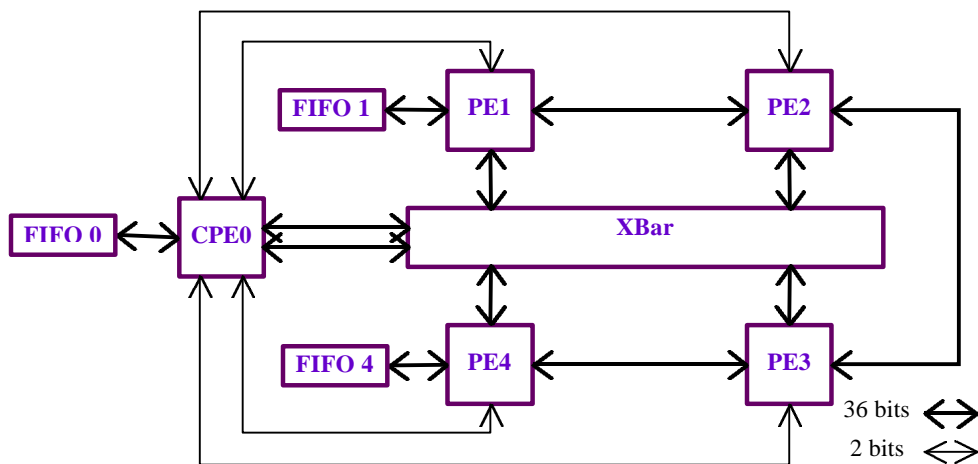 FIFO 1
PE1
PE2
FIFO 0
CPE0
XBar
FIFO 4
PE4
PE3
36 bits
2 bits